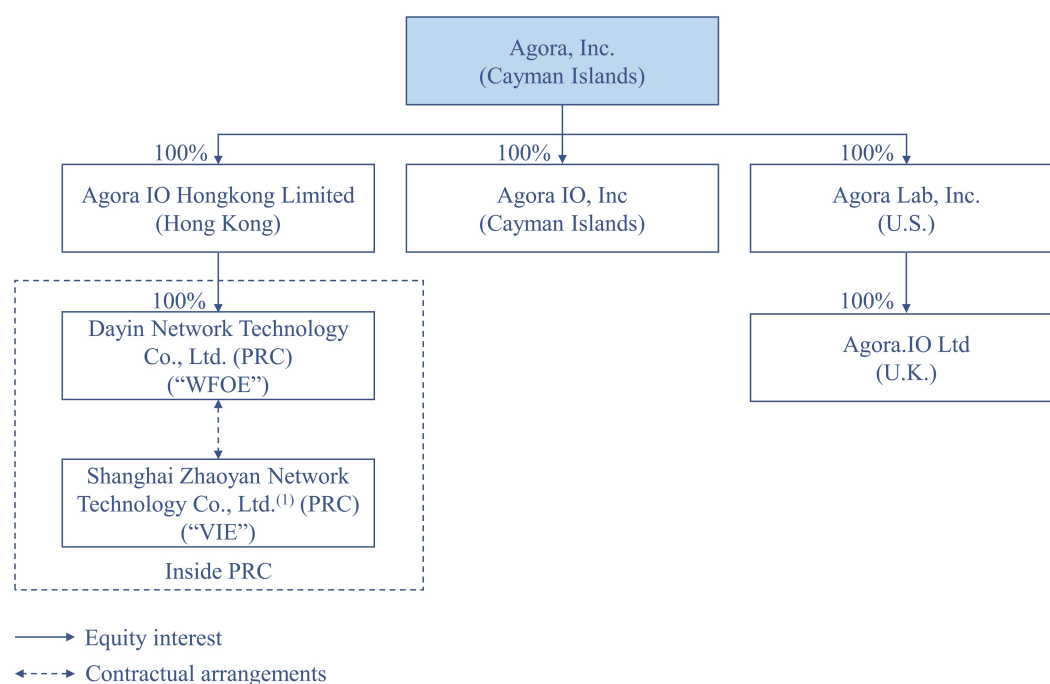 Agora, Inc.
(Cayman Islands)
100%
100%
100%
Agora IO Hongkong Limited
(Hong Kong)
Agora IO, Inc
(Cayman Islands)
Agora Lab, Inc.
(U.S.)
100%
100%
Dayin Network Technology
Co., Ltd. (PRC)
(“WFOE”)
Agora.IO Ltd
(U.K.)
Shanghai Zhaoyan Network
Technology Co., Ltd.(1) (PRC)
(“VIE”)
Inside PRC
Equity interest
Contractual arrangements